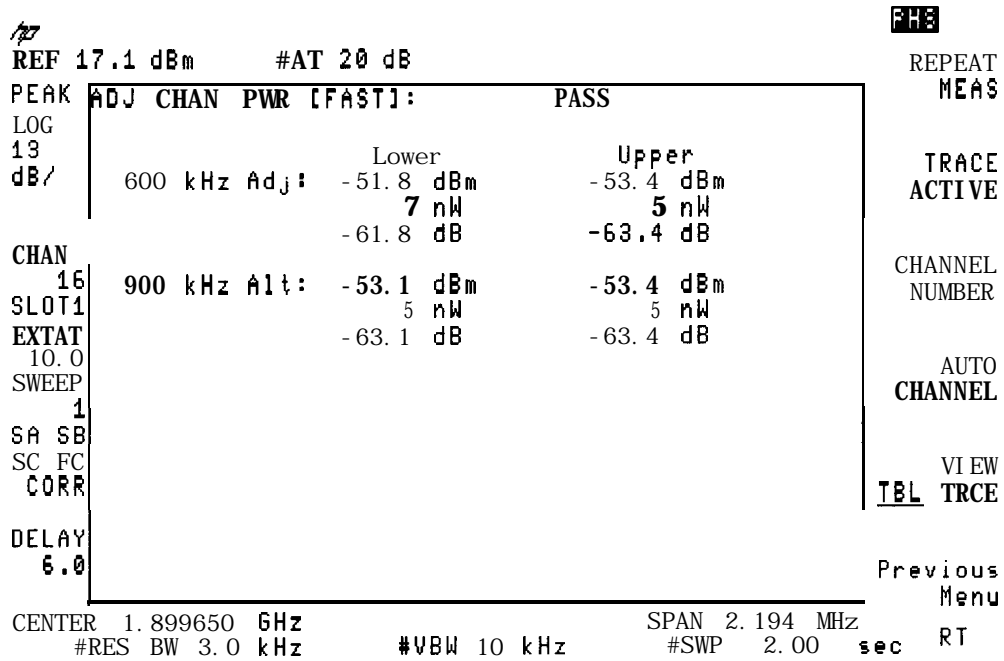 hp
PHS
REF 17.1 dBm #AT 20 dB
REPEAT
MEAS
PEAK
LOG
13
dB/
ADJ CHAN PWR [FAST]: PASS
Lower Upper
600 kHz Adj: -51.8 dBm -53.4 dBm
7 nW 5 nW
-61.8 dB -63.4 dB
900 kHz Alt: -53.1 dBm -53.4 dBm
5 nW 5 nW
-63.1 dB -63.4 dB
CHAN
16
SLOT1
EXTAT
10.0
SWEEP
1
SA SB
SC FC
CORR
DELAY
6.0
TRACE
ACTIVE
CHANNEL
NUMBER
AUTO
CHANNEL
VIEW
TBL TRCE
Previous
Menu
CENTER 1.899650 GHz SPAN 2.194 MHz
#RES BW 3.0 kHz #VBW 10 kHz #SWP 2.00 sec
RT